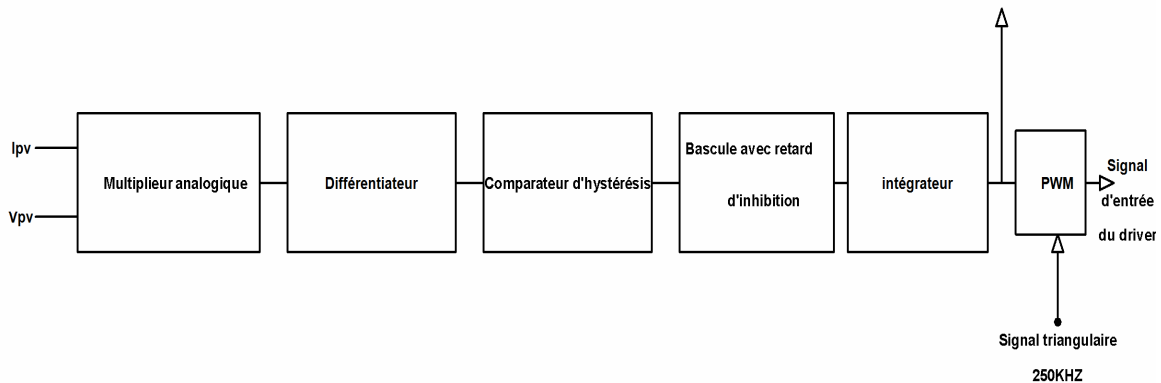 Ipv
Vpv
Multiplieur analogique
Différentiateur
Comparateur d'hystérésis
Bascule avec retard
d'inhibition
intégrateur
PWM
Signal
d'entrée
du driver
Signal triangulaire
250KHZ